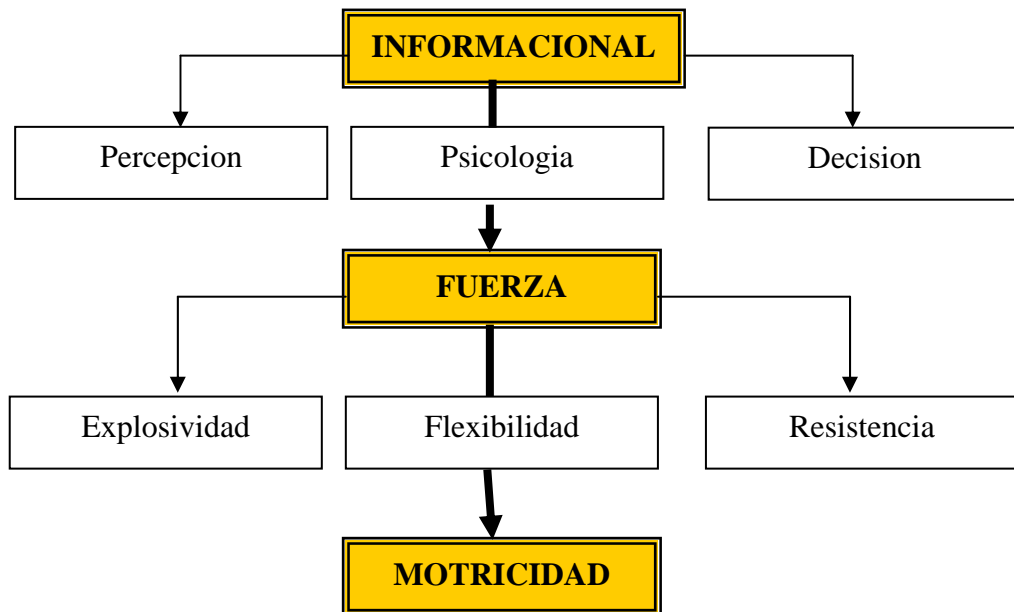 INFORMACIONAL
Percepcion
Psicologia
Decision
FUERZA
Explosividad
Flexibilidad
Resistencia
MOTRICIDAD